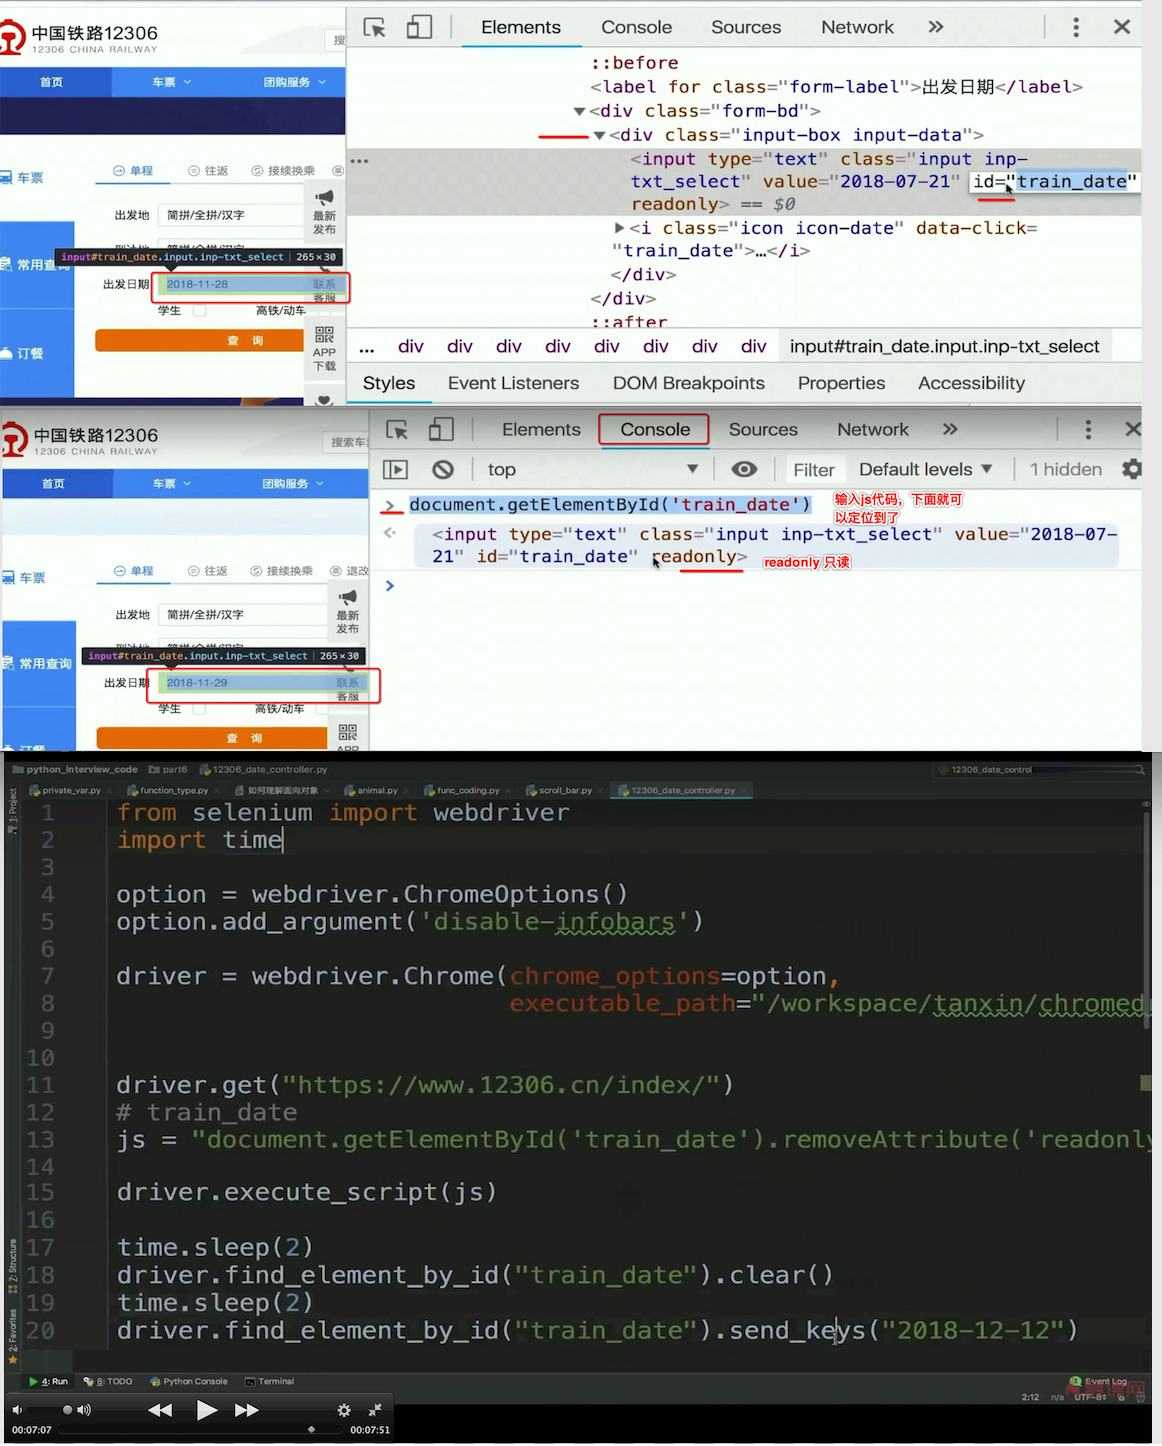 中国铁路12306
12306 CHINA RAILWAY
搜
首页 车票 团购服务
车票
单程 往返 接续换乘
出发地 简拼/全拼/汉字
最新
发布
常用查询
input#train_date.input.inp-txt_select | 265×30
出发日期 2018-11-28
联系
客服
学生 高铁/动车
查 询
订餐
APP
下载
Elements Console Sources Network »
::before
<label for class="form-label">出发日期</label>
▼<div class="form-bd">
▼<div class="input-box input-data">
... <input type="text" class="input inp-
txt_select" value="2018-07-21" id="train_date"
readonly> == $0
▶<i class="icon icon-date" data-click=
"train_date">…</i>
</div>
</div>
::after
... div div div div div div div div input#train_date.input.inp-txt_select
Styles Event Listeners DOM Breakpoints Properties Accessibility
中国铁路12306
12306 CHINA RAILWAY
搜索车
首页 车票 团购服务
车票
单程 往返 接续换乘 退改
出发地 简拼/全拼/汉字
最新
发布
常用查询
input#train_date.input.inp-txt_select | 265×30
出发日期 2018-11-29
联系
客服
学生 高铁/动车
查 询
订餐
APP
Elements Console Sources Network »
top Filter Default levels ▼ 1 hidden
> document.getElementById('train_date')
输入js代码，下面就可
以定位到了
<input type="text" class="input inp-txt_select" value="2018-07-
21" id="train_date" readonly>
readonly 只读
>
python_interview_code part6 12306_date_controller.py
12306_date_control
private_var.py function_type.py 如何理解面向对象 animal.py func_coding.py scroll_bar.py 12306_date_controller.py
1: Project
1 from selenium import webdriver
2 import time
3
4 option = webdriver.ChromeOptions()
5 option.add_argument('disable-infobars')
6
7 driver = webdriver.Chrome(chrome_options=option,
8 executable_path="/workspace/tanxin/chromed
9
10
11 driver.get("https://www.12306.cn/index/")
12 # train_date
13 js = "document.getElementById('train_date').removeAttribute('readonly
14
15 driver.execute_script(js)
16
17 time.sleep(2)
18 driver.find_element_by_id("train_date").clear()
19 time.sleep(2)
20 driver.find_element_by_id("train_date").send_keys("2018-12-12")
Z: Structure
2: Favorites
4: Run 6: TODO Python Console Terminal
Event Log
2:12 n/a UTF-8
00:07:07 00:07:51